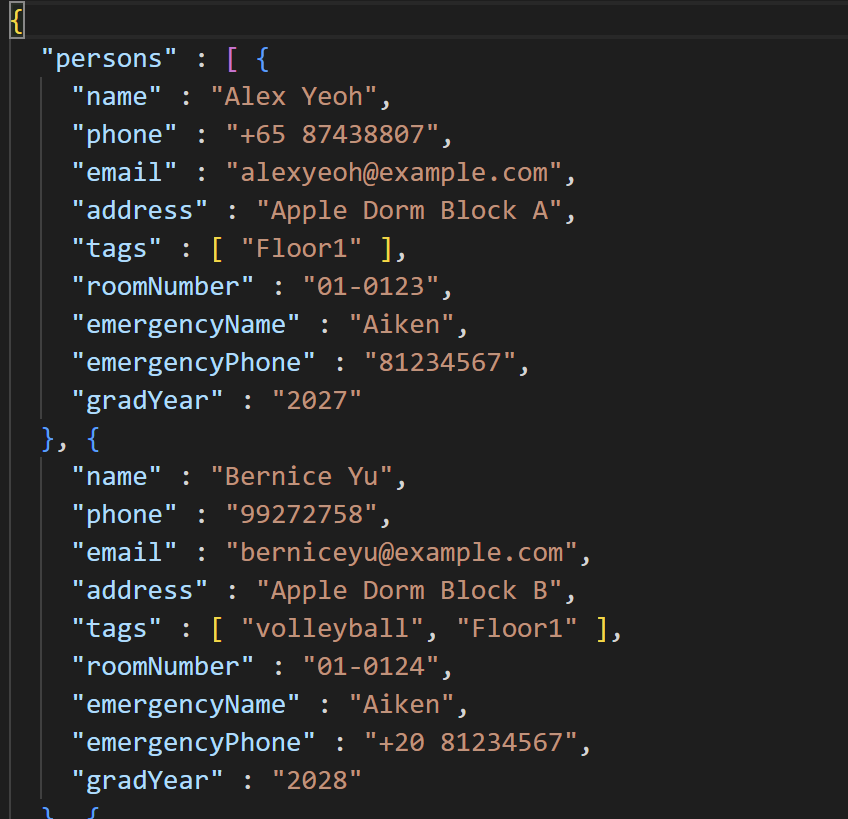 {
  "persons" : [ {
    "name" : "Alex Yeoh",
    "phone" : "+65 87438807",
    "email" : "alexyeoh@example.com",
    "address" : "Apple Dorm Block A",
    "tags" : [ "Floor1" ],
    "roomNumber" : "01-0123",
    "emergencyName" : "Aiken",
    "emergencyPhone" : "81234567",
    "gradYear" : "2027"
  }, {
    "name" : "Bernice Yu",
    "phone" : "99272758",
    "email" : "berniceyu@example.com",
    "address" : "Apple Dorm Block B",
    "tags" : [ "volleyball", "Floor1" ],
    "roomNumber" : "01-0124",
    "emergencyName" : "Aiken",
    "emergencyPhone" : "+20 81234567",
    "gradYear" : "2028"
  }, {